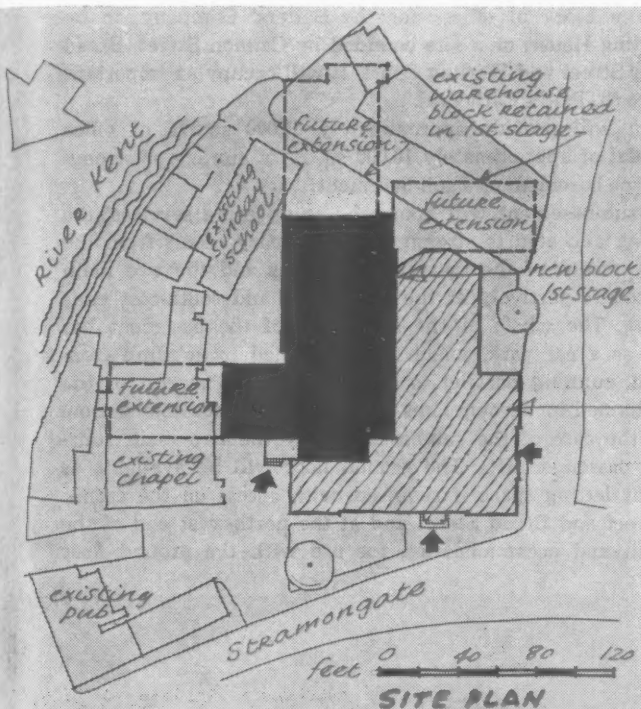 existing
warehouse
block retained
in 1st stage-
future
extension-
River Kent
existing
Sunday
school
future
extension
new block
1st stage
future
extension
existing
chapel
existing
pub
Stramongate
feet 0 40 80 120
SITE PLAN